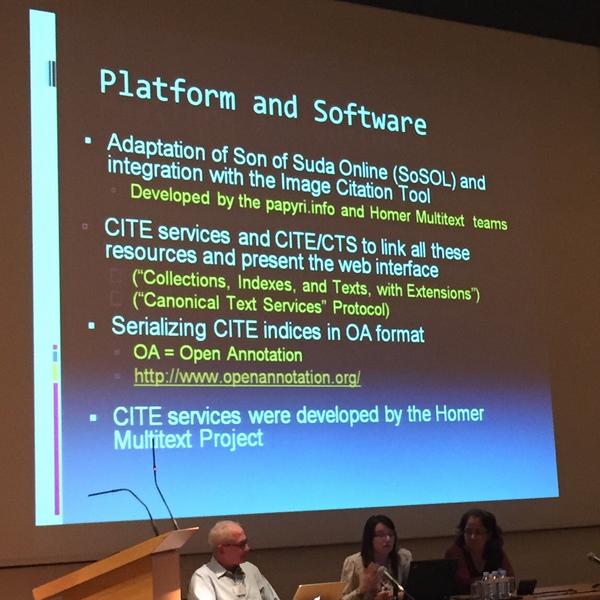 Platform and Software
Adaptation of Son of Suda Online (SoSOL) and
integration with the Image Citation Tool
Developed by the papyri.info and Homer Multitext teams
CITE services and CITE/CTS to link all these
resources and present the web interface
("Collections, Indexes, and Texts, with Extensions")
("Canonical Text Services" Protocol)
Serializing CITE indices in OA format
OA = Open Annotation
http://www.openannotation.org/
CITE services were developed by the Homer
Multitext Project